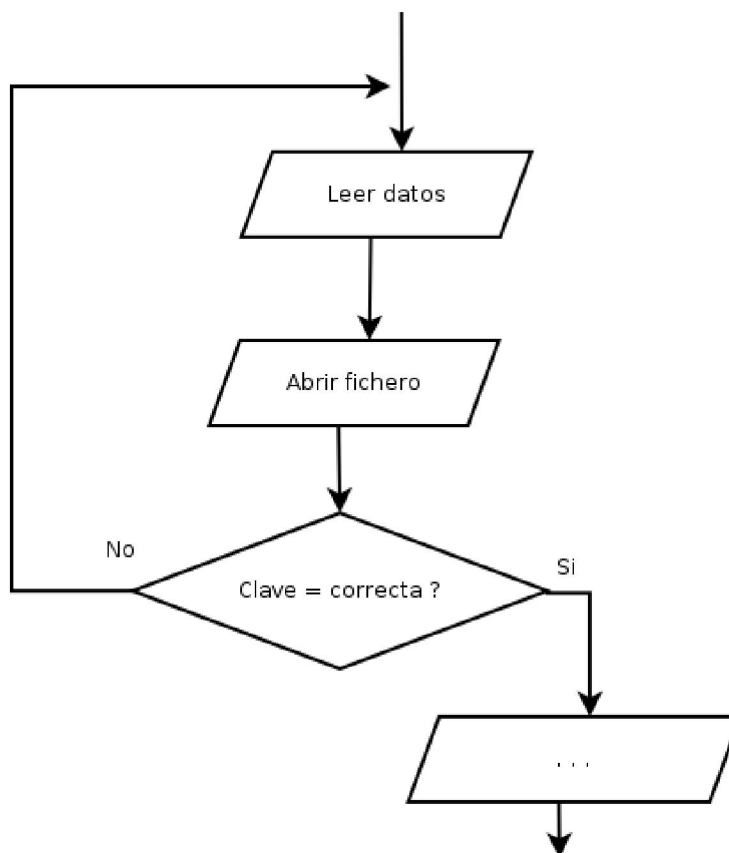 Leer datos
Abrir fichero
No
Si
Clave = correcta ?
. . .